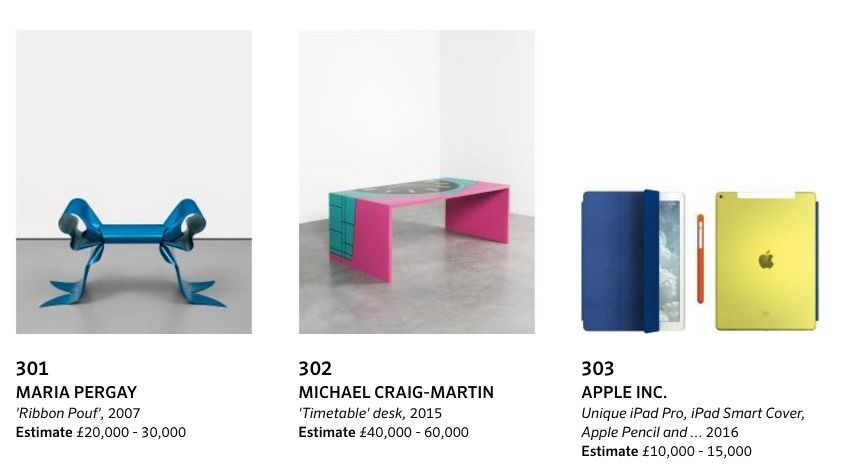 301
MARIA PERGAY
'Ribbon Pouf', 2007
Estimate £20,000 - 30,000
302
MICHAEL CRAIG-MARTIN
'Timetable' desk, 2015
Estimate £40,000 - 60,000
303
APPLE INC.
Unique iPad Pro, iPad Smart Cover,
Apple Pencil and ... 2016
Estimate £10,000 - 15,000